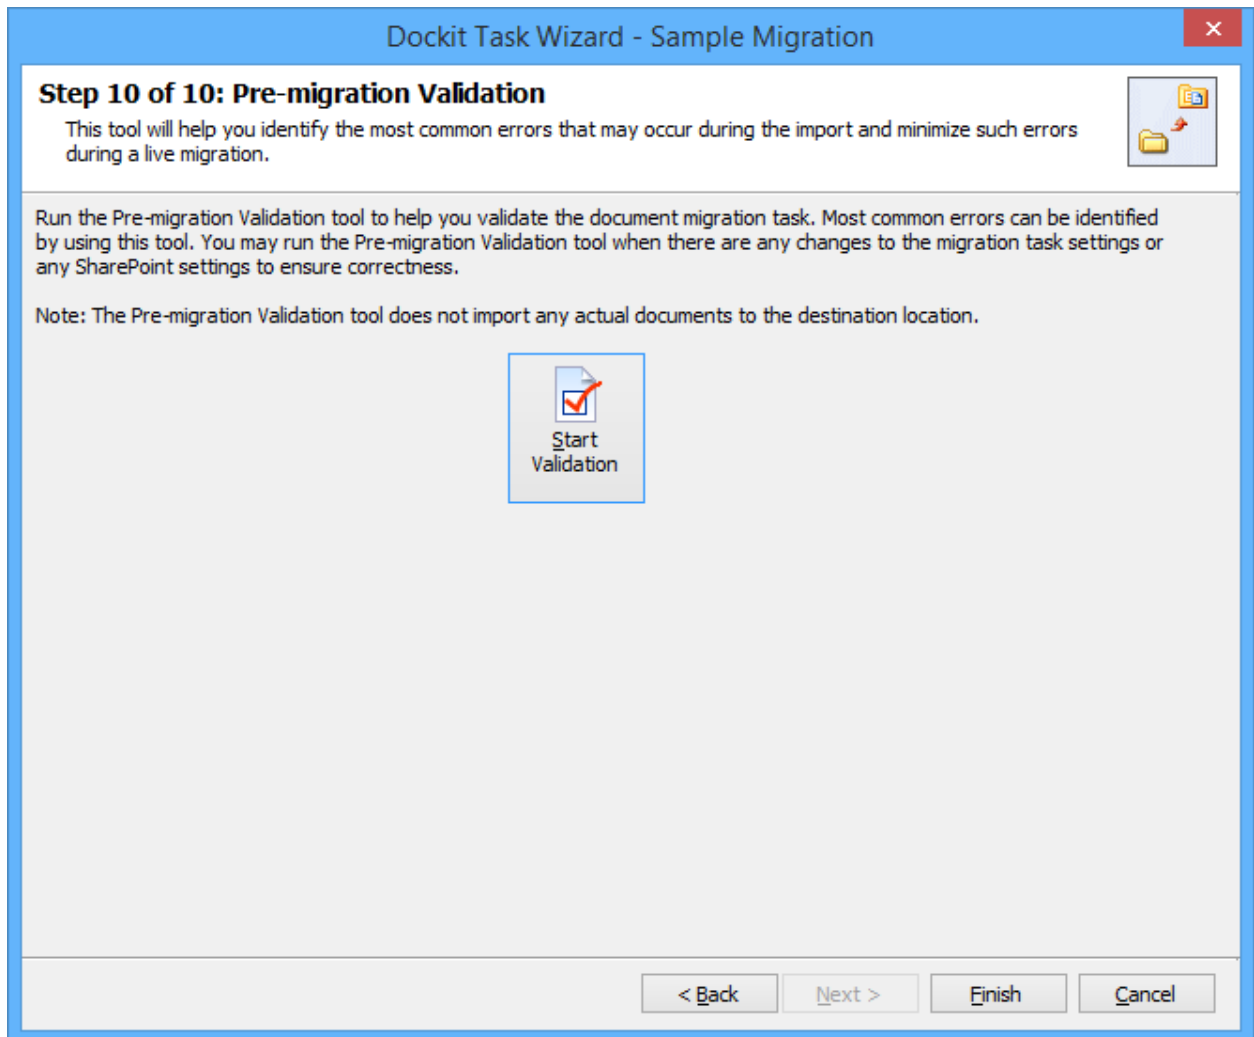 Dockit Task Wizard - Sample Migration
Step 10 of 10: Pre-migration Validation
This tool will help you identify the most common errors that may occur during the import and minimize such errors
during a live migration.
Run the Pre-migration Validation tool to help you validate the document migration task. Most common errors can be identified
by using this tool. You may run the Pre-migration Validation tool when there are any changes to the migration task settings or
any SharePoint settings to ensure correctness.
Note: The Pre-migration Validation tool does not import any actual documents to the destination location.
Start
Validation
< Back Next > Finish Cancel